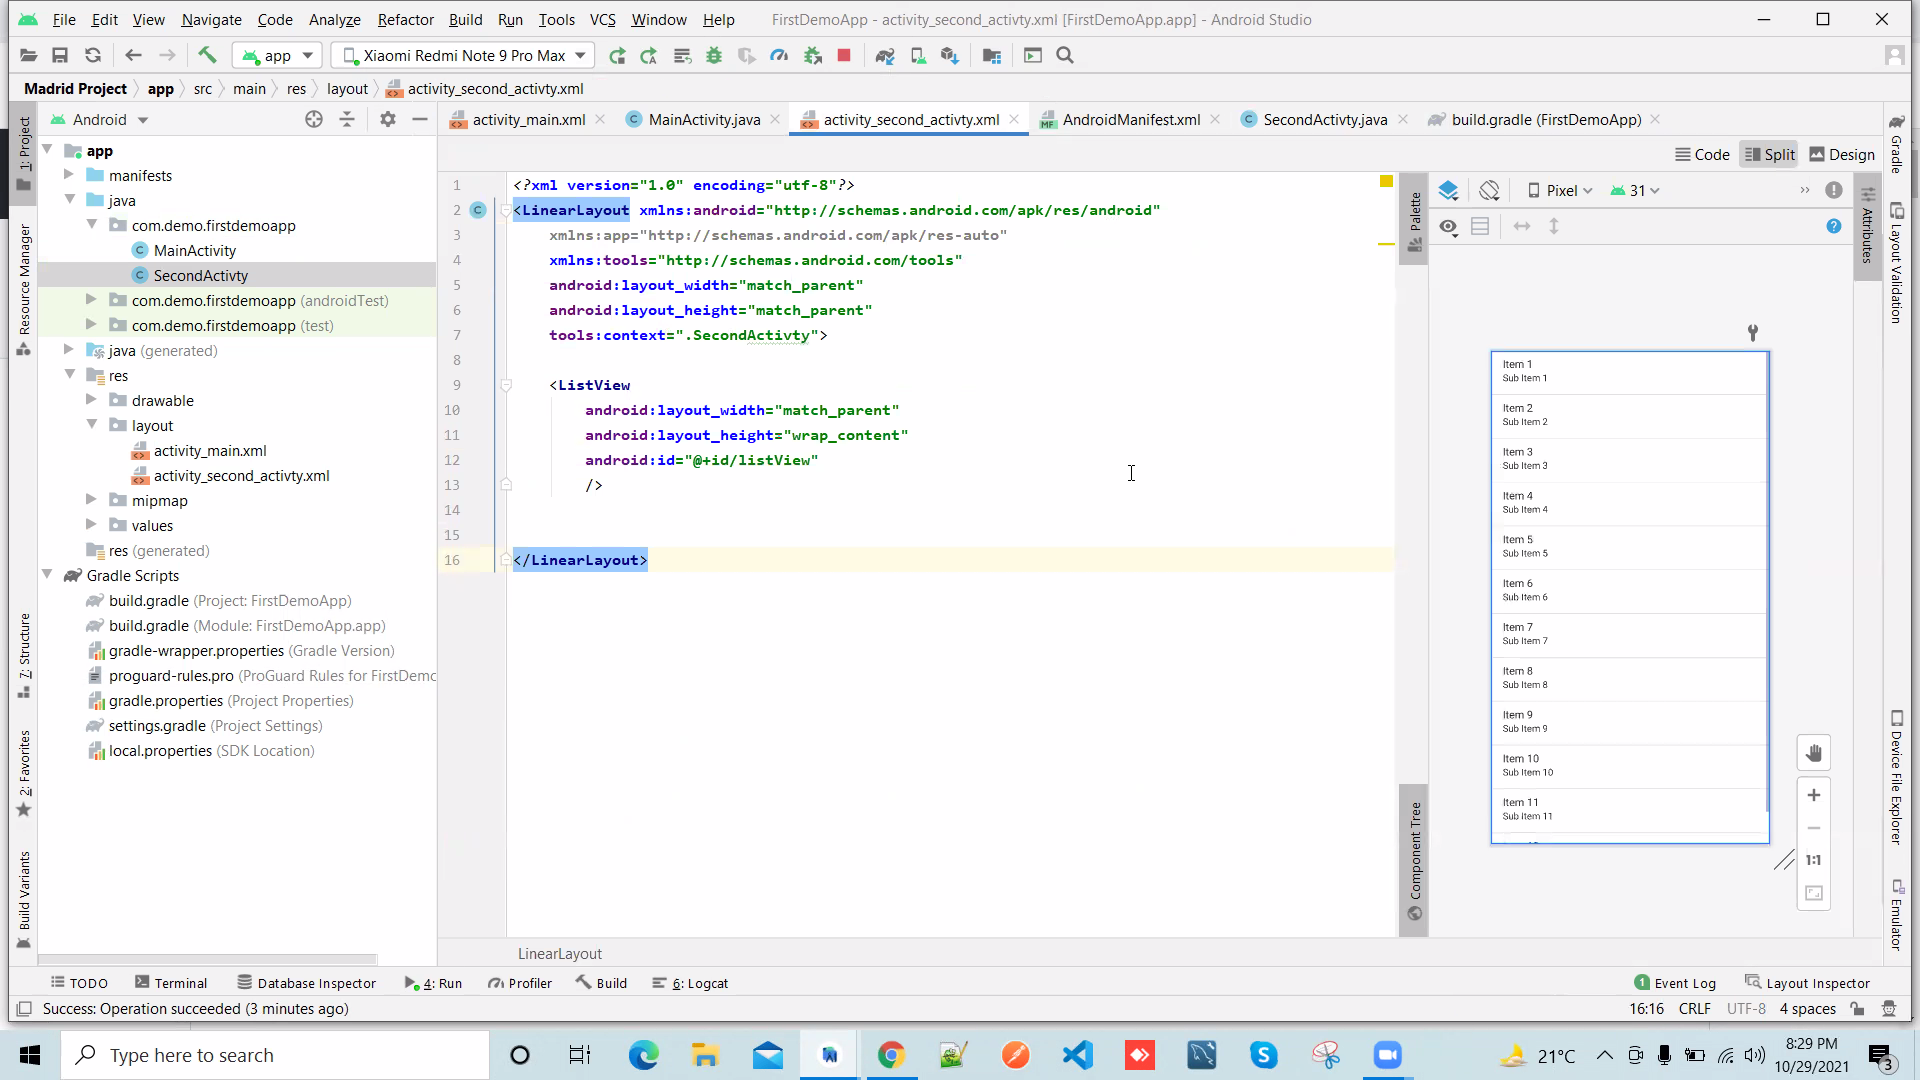 File Edit View Navigate Code Analyze Refactor Build Run Tools VCS Window Help FirstDemoApp - activity_second_activty.xml [FirstDemoApp.app] - Android Studio
app Xiaomi Redmi Note 9 Pro Max
Madrid Project app src main res layout activity_second_activty.xml
Android
activity_main.xml MainActivity.java activity_second_activty.xml AndroidManifest.xml SecondActivty.java build.gradle (FirstDemoApp)
Code Split Design
Pixel 31
1: Project
Resource Manager
7: Structure
2: Favorites
Build Variants
app
manifests
java
com.demo.firstdemoapp
MainActivity
SecondActivty
com.demo.firstdemoapp (androidTest)
com.demo.firstdemoapp (test)
java (generated)
res
drawable
layout
activity_main.xml
activity_second_activty.xml
mipmap
values
res (generated)
Gradle Scripts
build.gradle (Project: FirstDemoApp)
build.gradle (Module: FirstDemoApp.app)
gradle-wrapper.properties (Gradle Version)
proguard-rules.pro (ProGuard Rules for FirstDemo
gradle.properties (Project Properties)
settings.gradle (Project Settings)
local.properties (SDK Location)
1 <?xml version="1.0" encoding="utf-8"?>
2 <LinearLayout xmlns:android="http://schemas.android.com/apk/res/android"
3 xmlns:app="http://schemas.android.com/apk/res-auto"
4 xmlns:tools="http://schemas.android.com/tools"
5 android:layout_width="match_parent"
6 android:layout_height="match_parent"
7 tools:context=".SecondActivty">
8
9 <ListView
10 android:layout_width="match_parent"
11 android:layout_height="wrap_content"
12 android:id="@+id/listView"
13 />
14
15
16 </LinearLayout>
LinearLayout
Palette
Component Tree
Item 1
Sub Item 1
Item 2
Sub Item 2
Item 3
Sub Item 3
Item 4
Sub Item 4
Item 5
Sub Item 5
Item 6
Sub Item 6
Item 7
Sub Item 7
Item 8
Sub Item 8
Item 9
Sub Item 9
Item 10
Sub Item 10
Item 11
Sub Item 11
1:1
Attributes
Gradle
Layout Validation
Device File Explorer
Emulator
TODO Terminal Database Inspector 4: Run Profiler Build 6: Logcat Event Log Layout Inspector
Success: Operation succeeded (3 minutes ago) 16:16 CRLF UTF-8 4 spaces
Type here to search 21°C 8:29 PM
10/29/2021
3